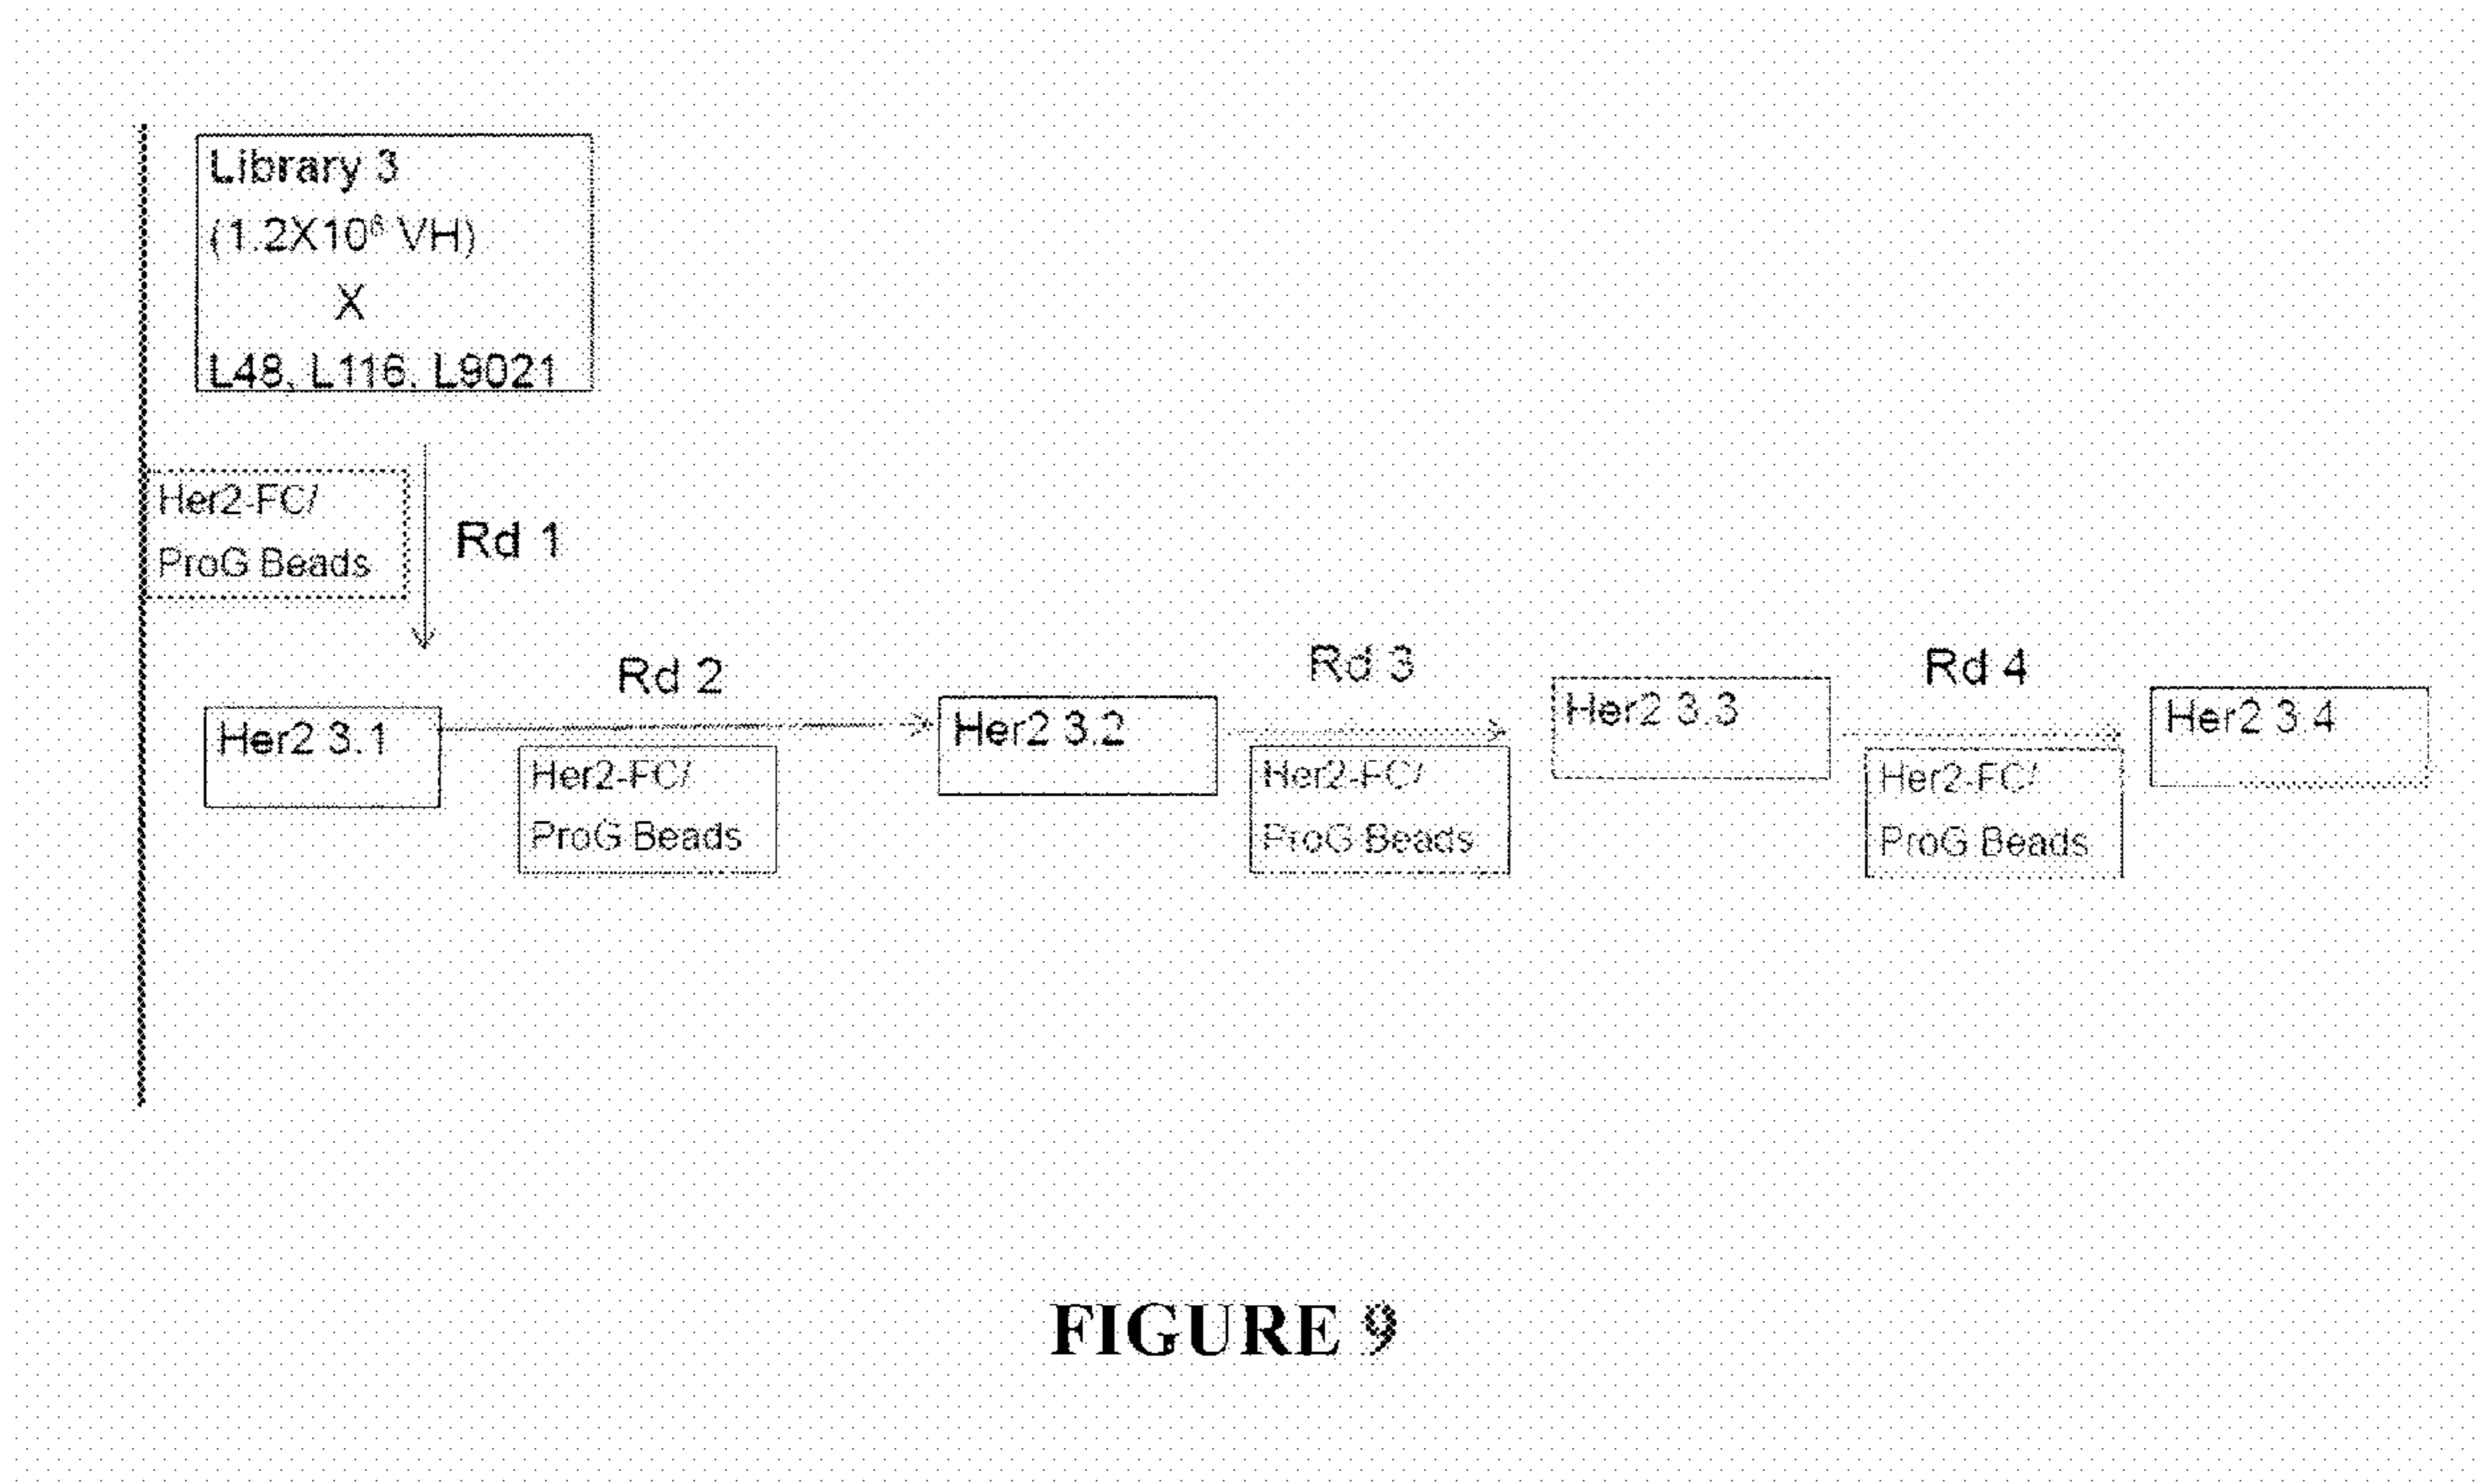 Library 3
(1.2X10⁶ VH)
X
L48, L116, L9021
Her2-FC/
ProG Beads
Rd 1
Rd 2
Rd 3
Rd 4
Her2 3.1
Her2 3.2
Her2 3.3
Her2 3.4
Her2-FC/
ProG Beads
Her2-FC/
ProG Beads
Her2-FC/
ProG Beads
FIGURE 9